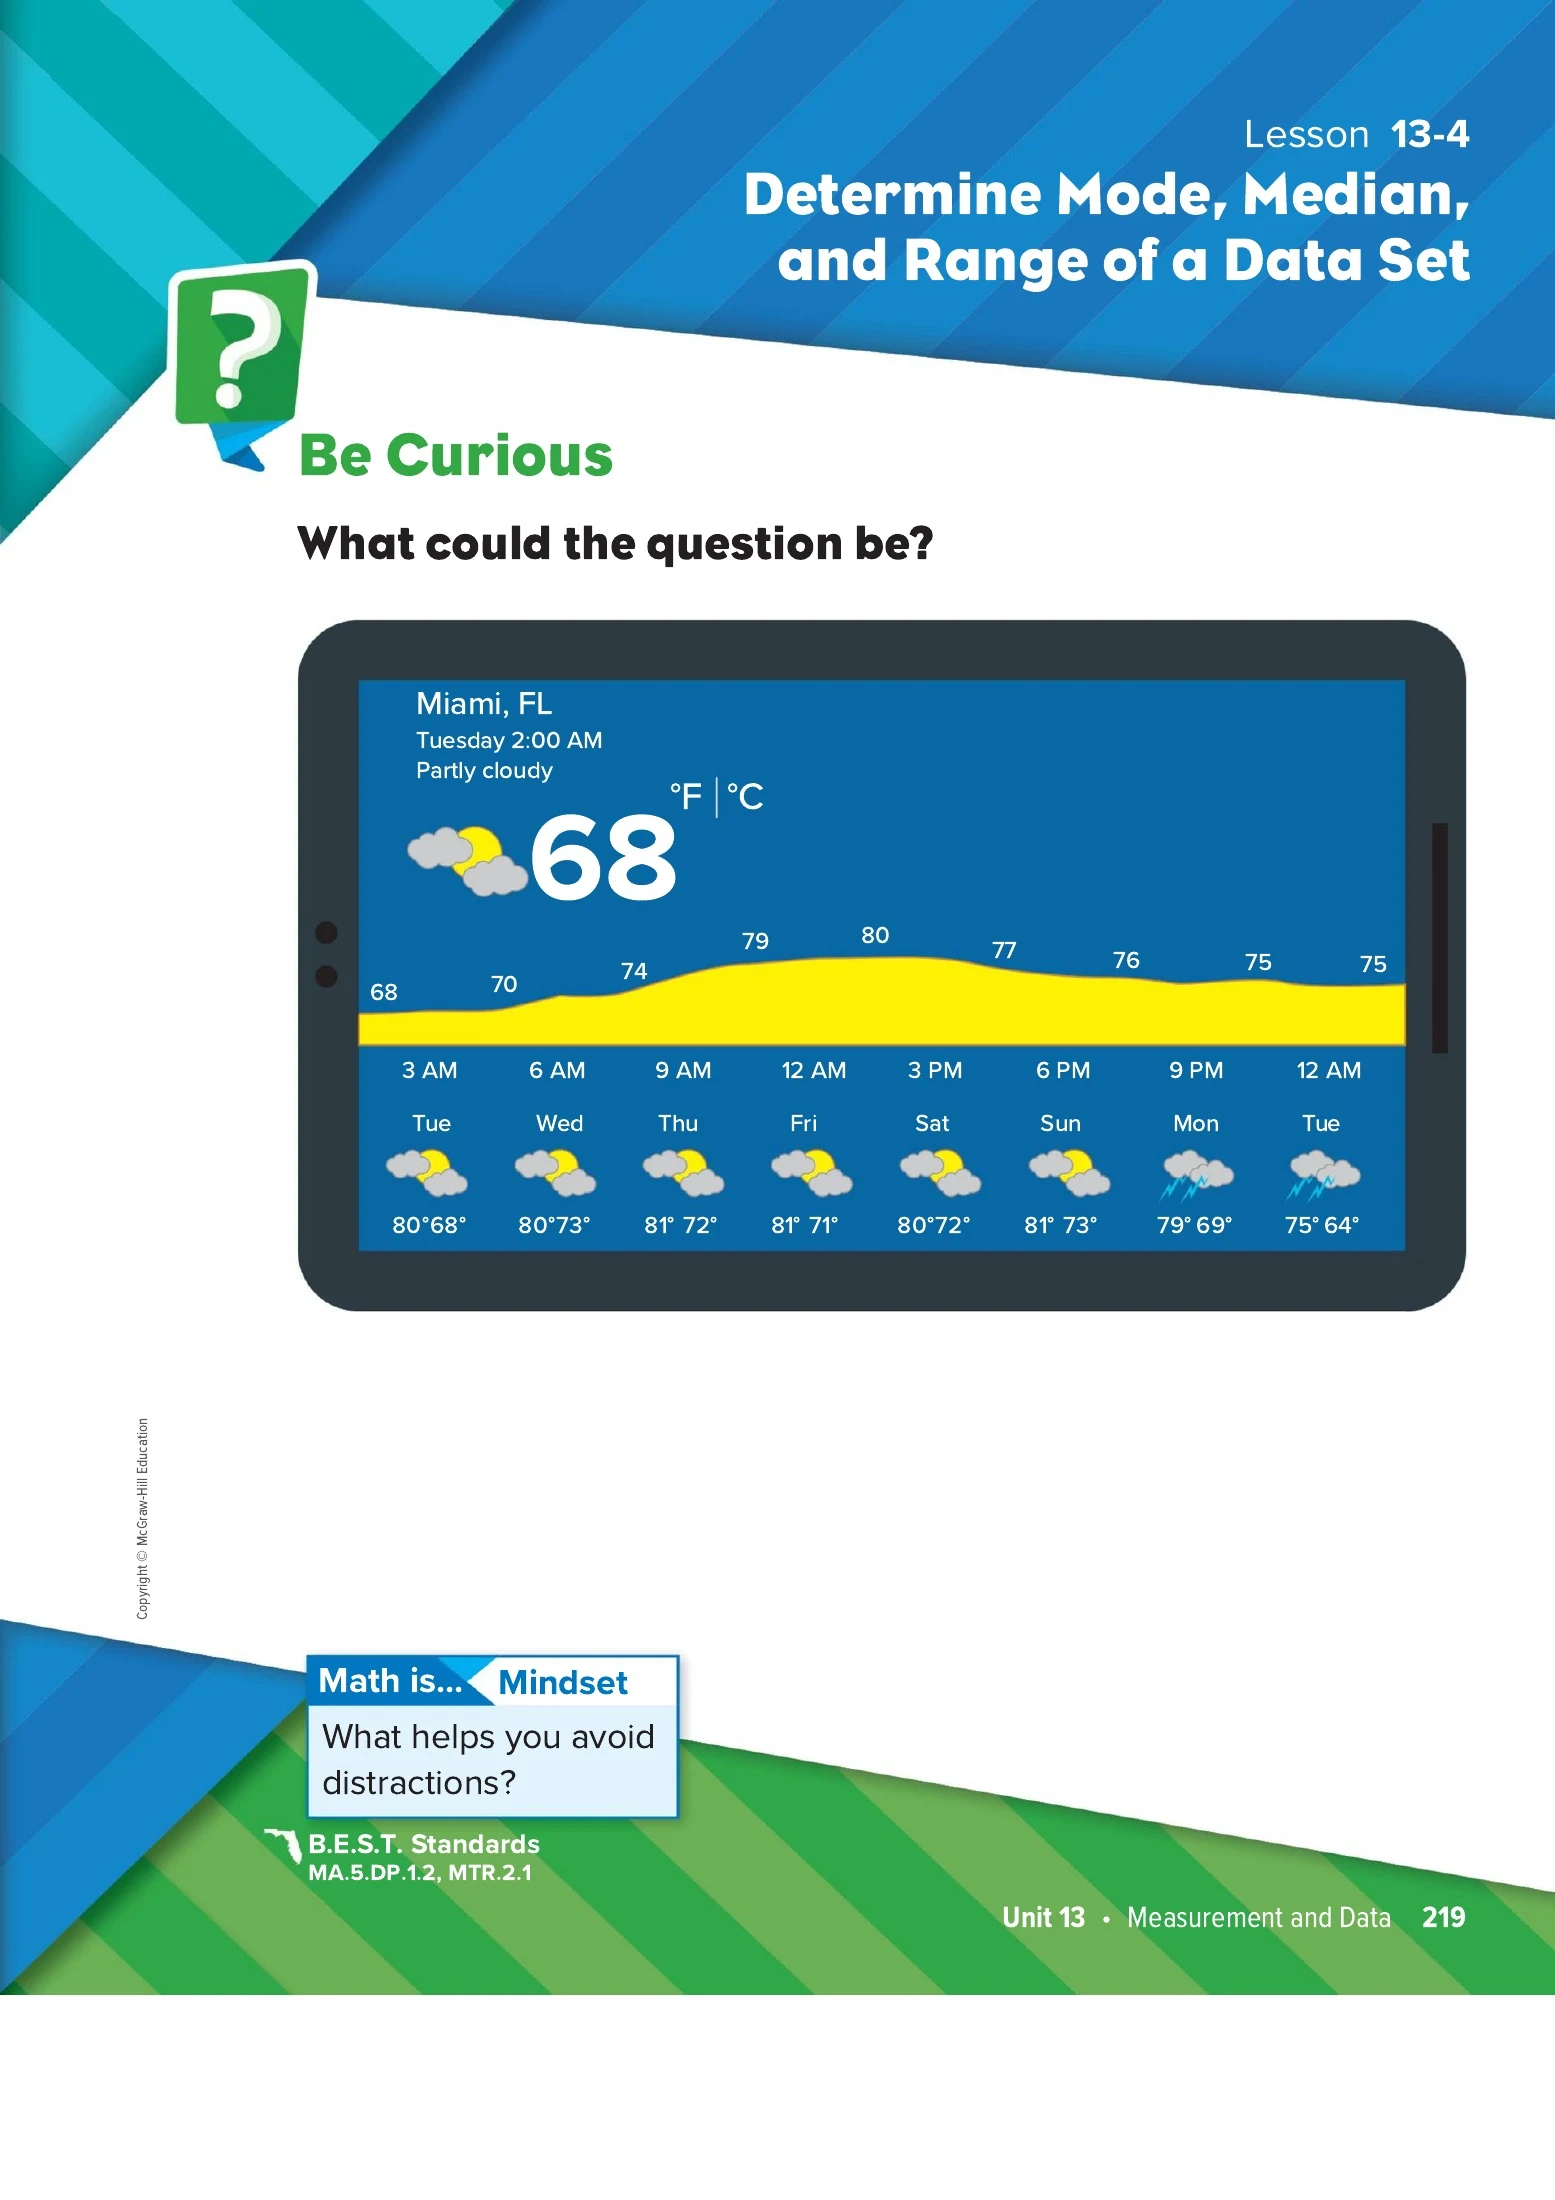 Lesson 13-4
Determine Mode, Median,
and Range of a Data Set
?
Be Curious
What could the question be?
Miami, FL
Tuesday 2:00 AM
Partly cloudy
68 °F | °C
68 70 74 79 80 77 76 75 75
3 AM 6 AM 9 AM 12 AM 3 PM 6 PM 9 PM 12 AM
Tue Wed Thu Fri Sat Sun Mon Tue
80°68° 80°73° 81° 72° 81° 71° 80°72° 81° 73° 79° 69° 75° 64°
Copyright © McGraw-Hill Education
Math is... Mindset
What helps you avoid
distractions?
B.E.S.T. Standards
MA.5.DP.1.2, MTR.2.1
Unit 13 • Measurement and Data 219